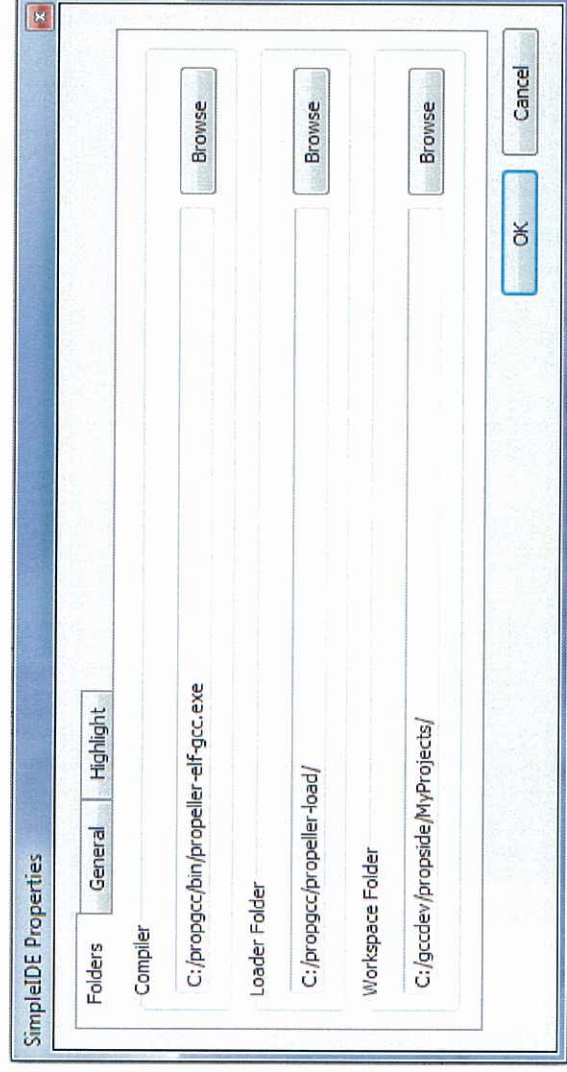 SimpleIDE Properties
Folders General Highlight
Compiler
C:/propgcc/bin/propeller-elf-gcc.exe Browse
Loader Folder
C:/propgcc/propeller-load/ Browse
Workspace Folder
C:/gccdev/propside/MyProjects/ Browse
OK Cancel